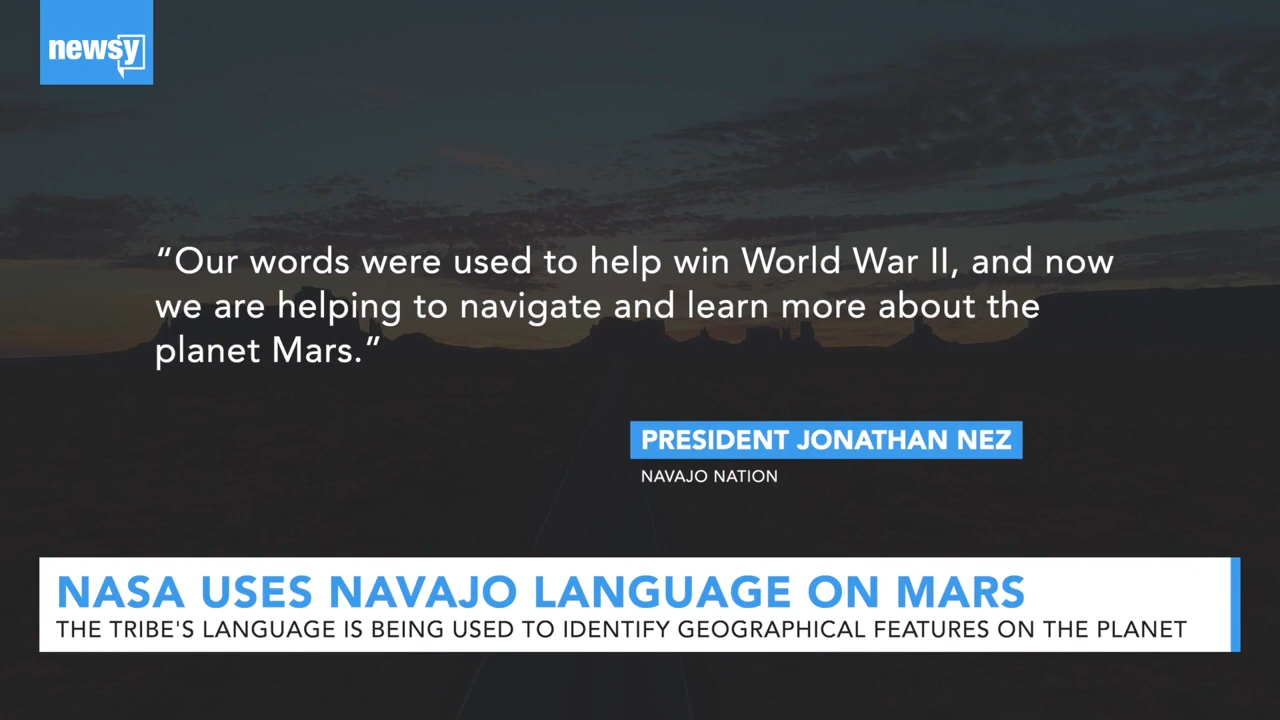 newsy
“Our words were used to help win World War II, and now
we are helping to navigate and learn more about the
planet Mars.”
PRESIDENT JONATHAN NEZ
NAVAJO NATION
NASA USES NAVAJO LANGUAGE ON MARS
THE TRIBE'S LANGUAGE IS BEING USED TO IDENTIFY GEOGRAPHICAL FEATURES ON THE PLANET